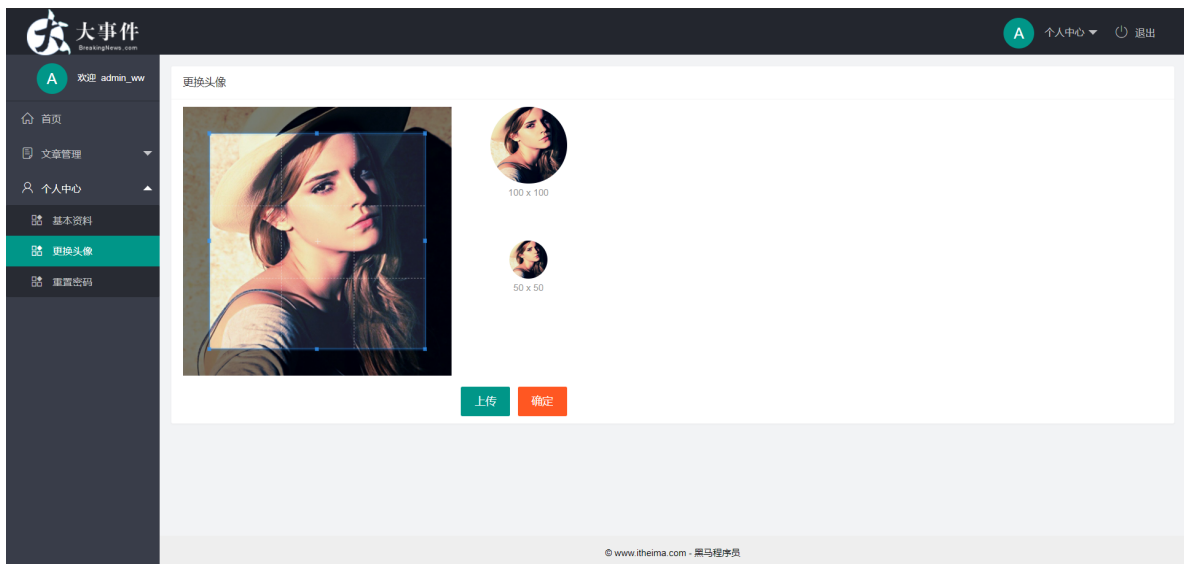 大事件
BreakingNews.com
A 个人中心 退出
A 欢迎 admin_ww
首页
文章管理
个人中心
基本资料
更换头像
重置密码
更换头像
100 x 100
50 x 50
上传 确定
© www.itheima.com - 黑马程序员